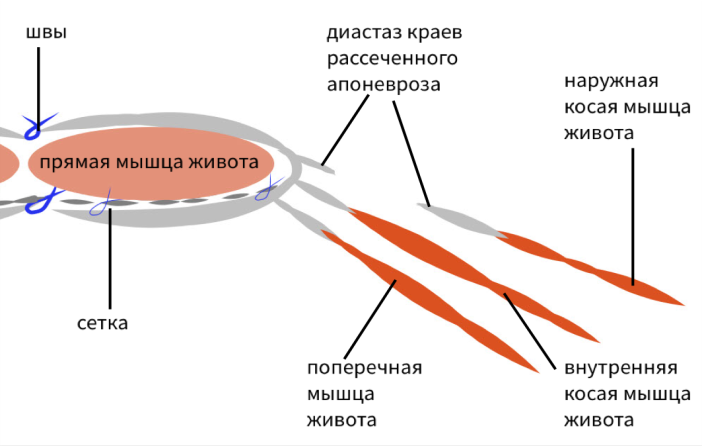 швы
диастаз краев
рассеченного
апоневроза
наружная
косая мышца
живота
прямая мышца живота
сетка
поперечная
мышца
живота
внутренняя
косая мышца
живота